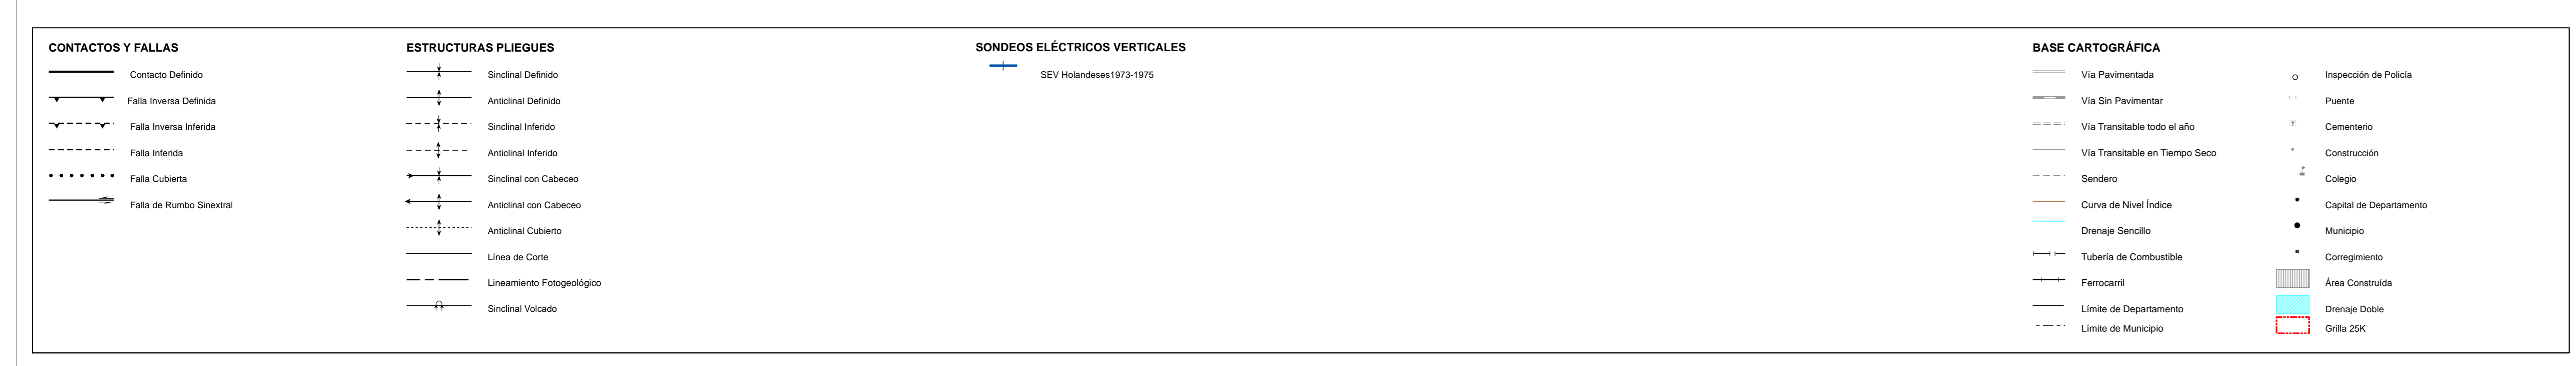 CONTACTOS Y FALLAS
Contacto Definido
Falla Inversa Definida
Falla Inversa Inferida
Falla Inferida
Falla Cubierta
Falla de Rumbo Sinextral
ESTRUCTURAS PLIEGUES
Sinclinal Definido
Anticlinal Definido
Sinclinal Inferido
Anticlinal Inferido
Sinclinal con Cabeceo
Anticlinal con Cabeceo
Anticlinal Cubierto
Línea de Corte
Lineamiento Fotogeológico
Sinclinal Volcado
SONDEOS ELÉCTRICOS VERTICALES
SEV Holandeses1973-1975
BASE CARTOGRÁFICA
Vía Pavimentada
Vía Sin Pavimentar
Vía Transitable todo el año
Vía Transitable en Tiempo Seco
Sendero
Curva de Nivel Índice
Drenaje Sencillo
Tubería de Combustible
Ferrocarril
Límite de Departamento
Límite de Municipio
Inspección de Policía
Puente
Cementerio
Construcción
Colegio
Capital de Departamento
Municipio
Corregimiento
Área Construída
Drenaje Doble
Grilla 25K